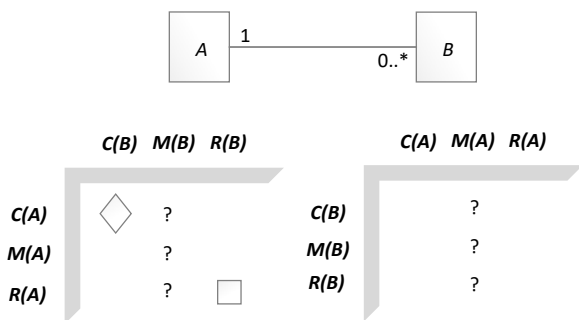 A 1 0..* B
C(B) M(B) R(B)
C(A) ?
M(A) ?
R(A) ?
C(A) M(A) R(A)
C(B) ?
M(B) ?
R(B) ?